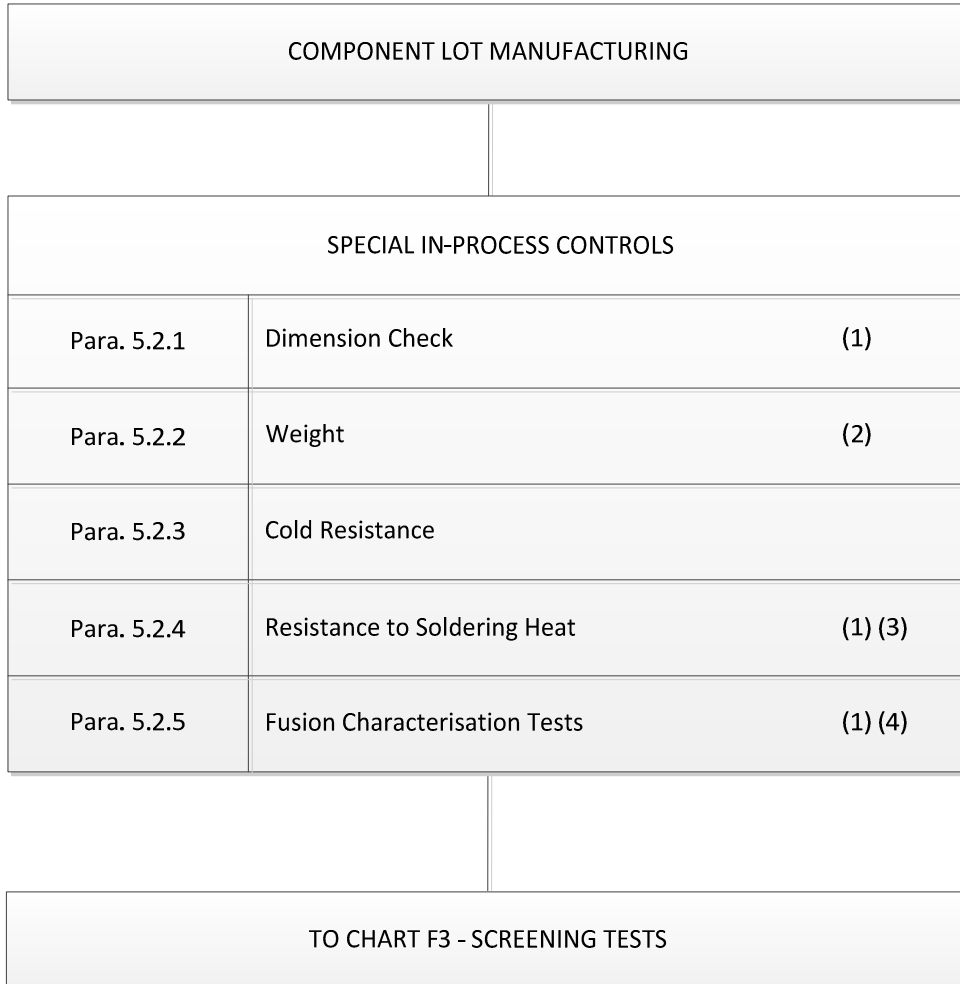 COMPONENT LOT MANUFACTURING
SPECIAL IN-PROCESS CONTROLS
Para. 5.2.1 Dimension Check (1)
Para. 5.2.2 Weight (2)
Para. 5.2.3 Cold Resistance
Para. 5.2.4 Resistance to Soldering Heat (1) (3)
Para. 5.2.5 Fusion Characterisation Tests (1) (4)
TO CHART F3 - SCREENING TESTS